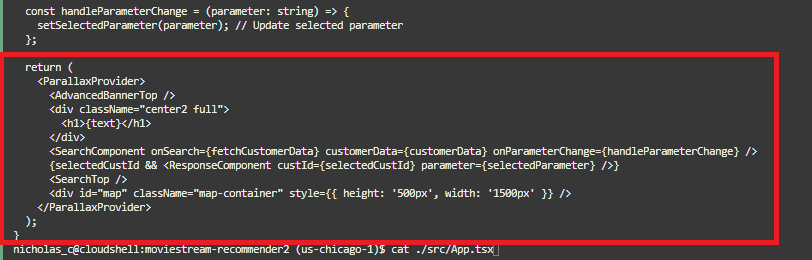 const handleParameterChange = (parameter: string) => {
setSelectedParameter(parameter); // Update selected parameter
};
return (
<ParallaxProvider>
<AdvancedBannerTop />
<div className="center2 full">
<h1>{text}</h1>
</div>
<SearchComponent onSearch={fetchCustomerData} customerData={customerData} onParameterChange={handleParameterChange} />
{selectedCustId && <ResponseComponent custId={selectedCustId} parameter={selectedParameter} />}
<SearchTop />
<div id="map" className="map-container" style={{ height: '500px', width: '1500px' }} />
</ParallaxProvider>
);
}
nicholas_c@cloudshell:moviestream-recommender2 (us-chicago-1)$ cat ./src/App.tsx